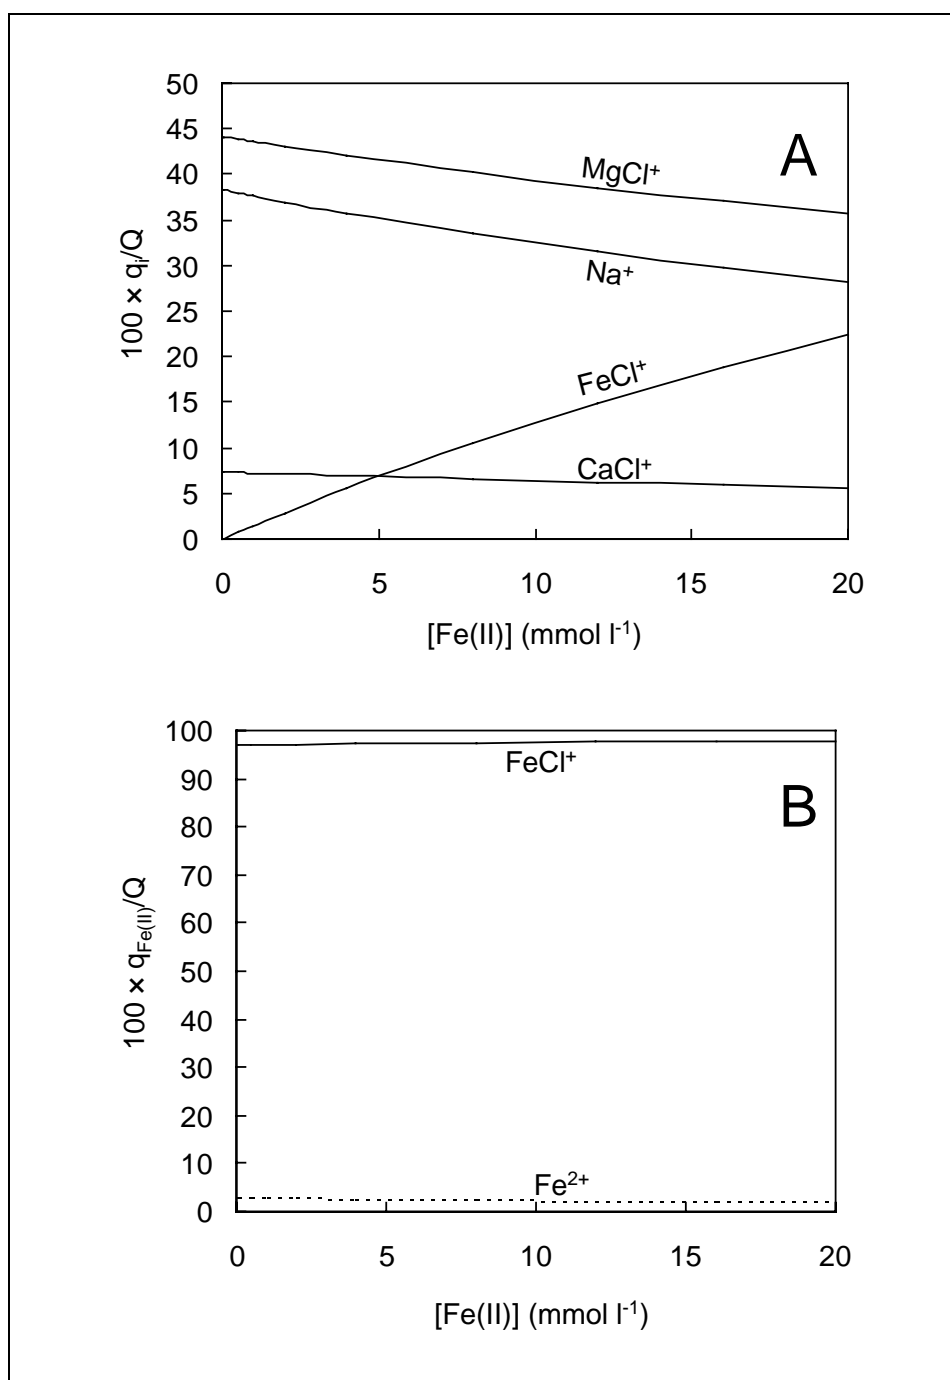 50
45
40
35
30
25
20
15
10
5
0
100 × qᵢ/Q
A
MgCl⁺
Na⁺
FeCl⁺
CaCl⁺
0 5 10 15 20
[Fe(II)] (mmol l⁻¹)
100
90
80
70
60
50
40
30
20
10
0
100 × q_Fe(II)/Q
FeCl⁺
B
Fe²⁺
0 5 10 15 20
[Fe(II)] (mmol l⁻¹)